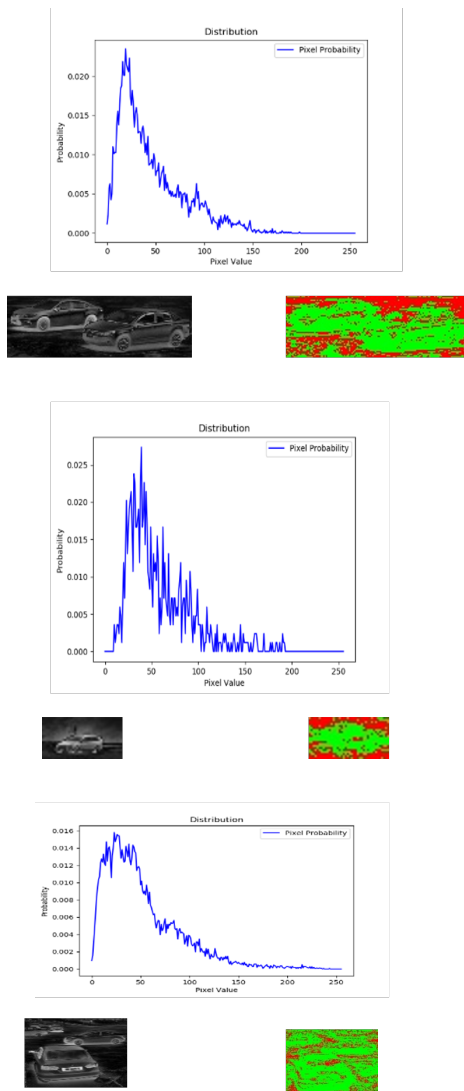 Distribution
Pixel Probability
0.020
0.015
0.010
0.005
0.000
Probability
0 50 100 150 200 250
Pixel Value
Distribution
Pixel Probability
0.025
0.020
0.015
0.010
0.005
0.000
Probability
0 50 100 150 200 250
Pixel Value
Distribution
Pixel Probability
0.016
0.014
0.012
0.010
0.008
0.006
0.004
0.002
0.000
Probability
0 50 100 150 200 250
Pixel Value